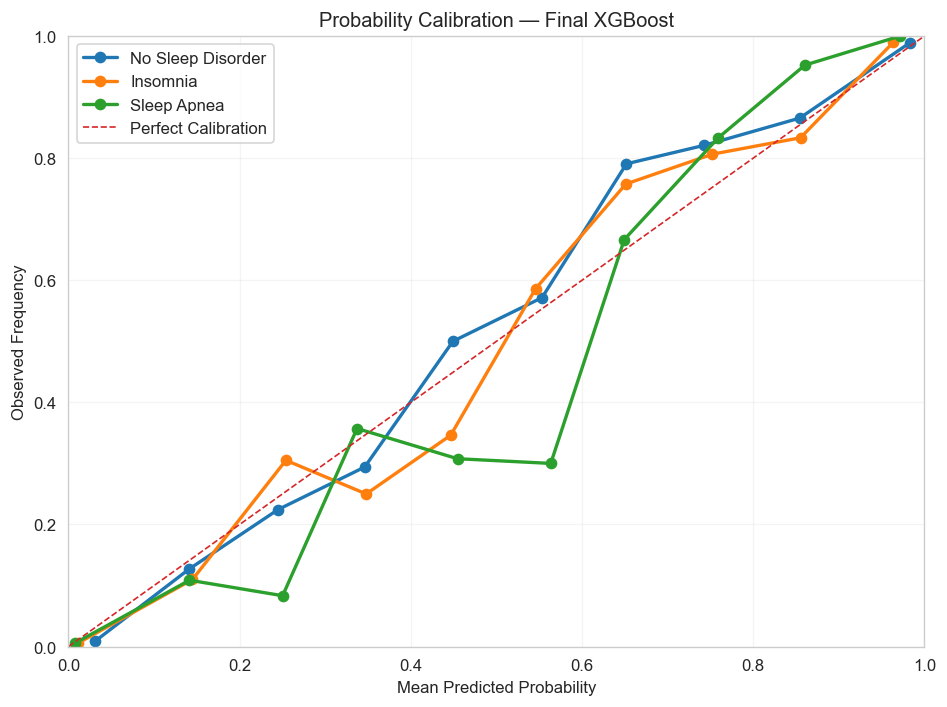 Probability Calibration — Final XGBoost
No Sleep Disorder
Insomnia
Sleep Apnea
Perfect Calibration
Observed Frequency
1.0
0.8
0.6
0.4
0.2
0.0
0.0 0.2 0.4 0.6 0.8 1.0
Mean Predicted Probability